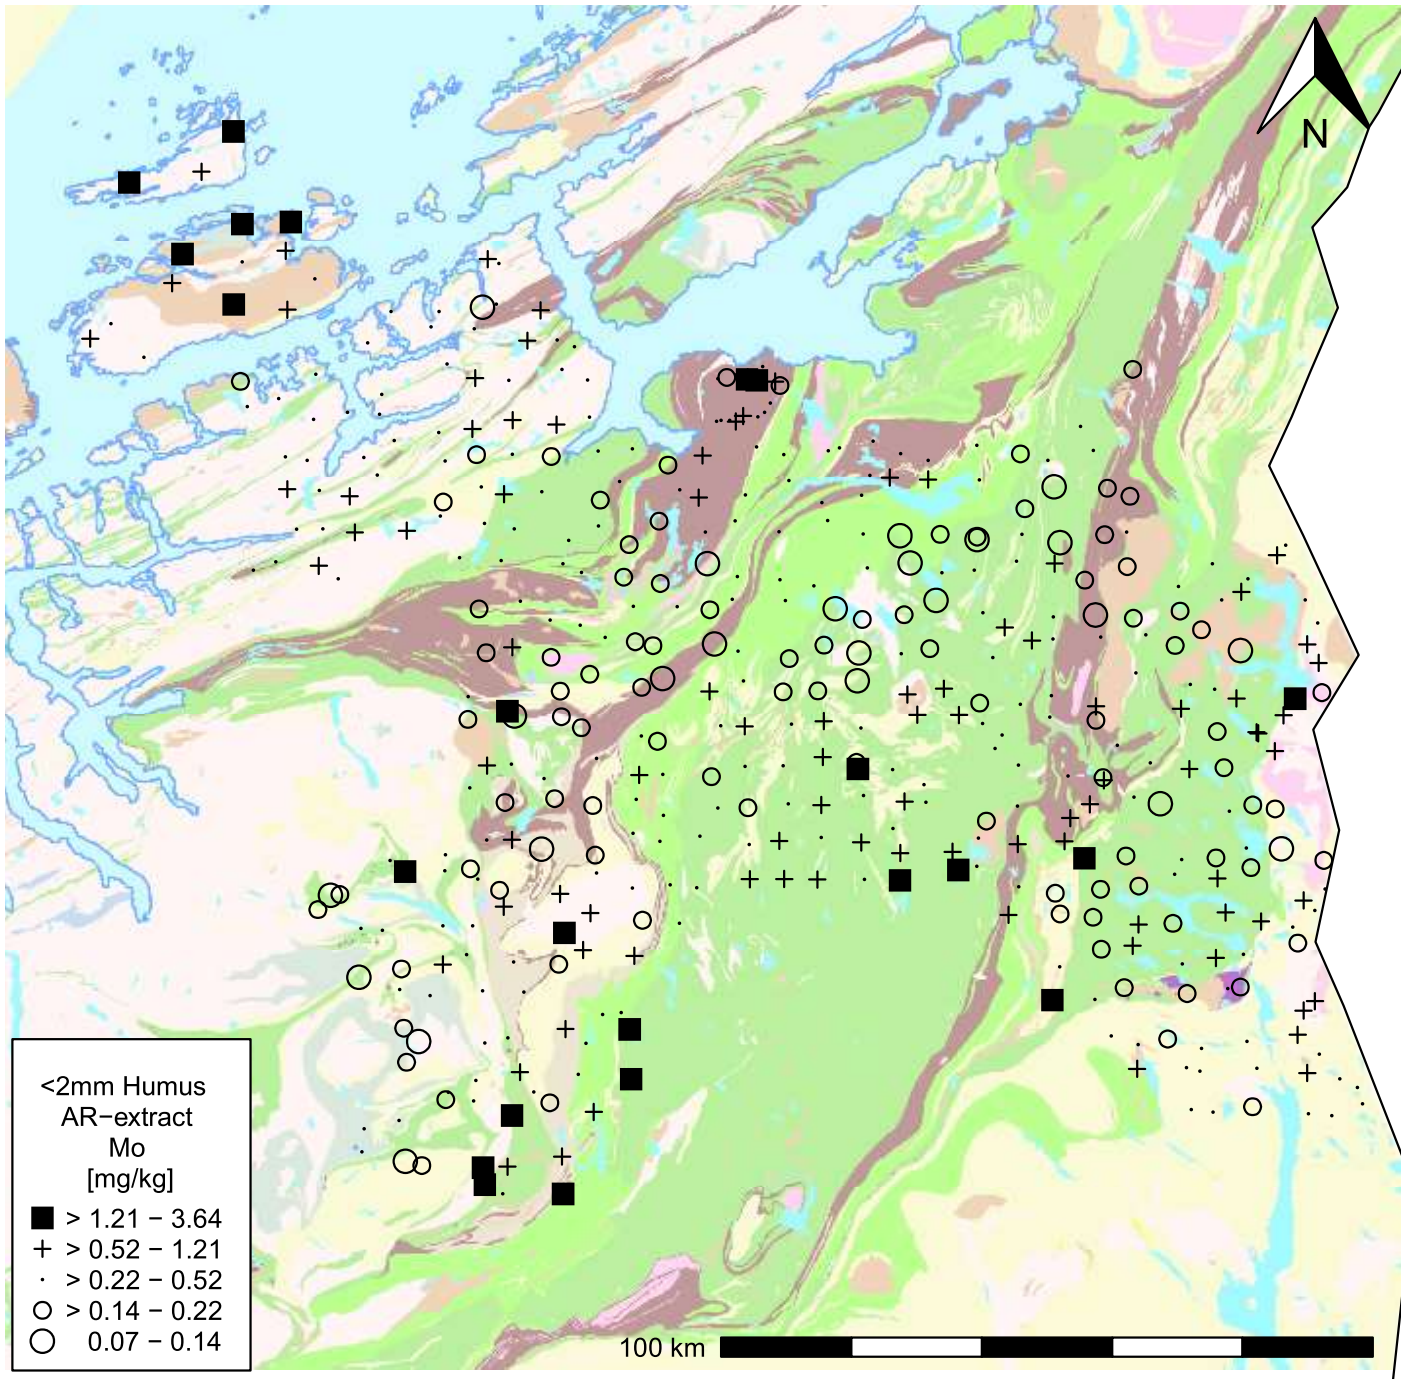 N
<2mm Humus
AR−extract
Mo
[mg/kg]
> 1.21 − 3.64
> 0.52 − 1.21
> 0.22 − 0.52
> 0.14 − 0.22
0.07 − 0.14
100 km